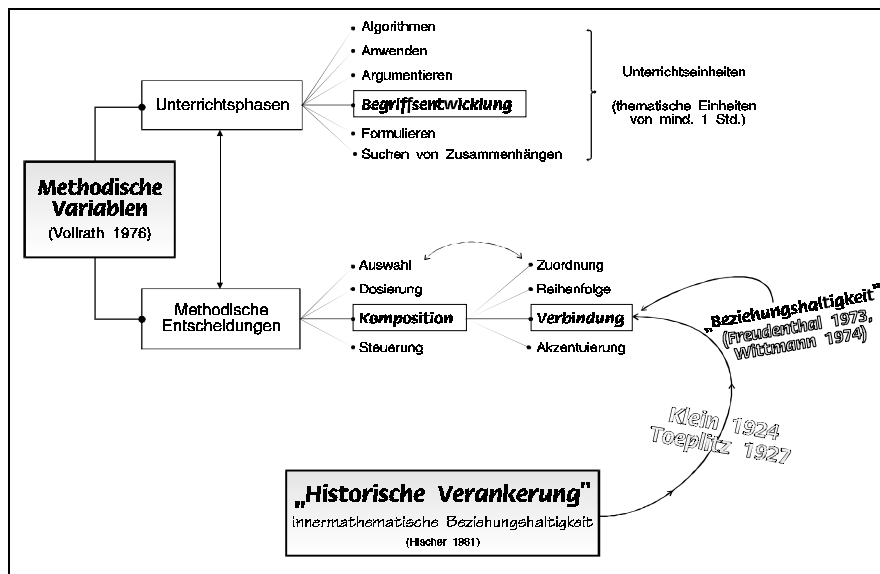 Algorithmen
Anwenden
Argumentieren
Begriffsentwicklung
Formulieren
Suchen von Zusammenhängen
Unterrichtseinheiten
(thematische Einheiten
von mind. 1 Std.)
Unterrichtsphasen
Methodische
Variablen
(Vollrath 1976)
Methodische
Entscheidungen
Auswahl
Dosierung
Komposition
Steuerung
Zuordnung
Reihenfolge
Verbindung
Akzentuierung
„Beziehungshaltigkeit"
(Freudenthal 1973,
Wittmann 1974)
Klein 1924
Toeplitz 1927
„Historische Verankerung"
innermathematische Beziehungshaltigkeit
(Hischer 1981)